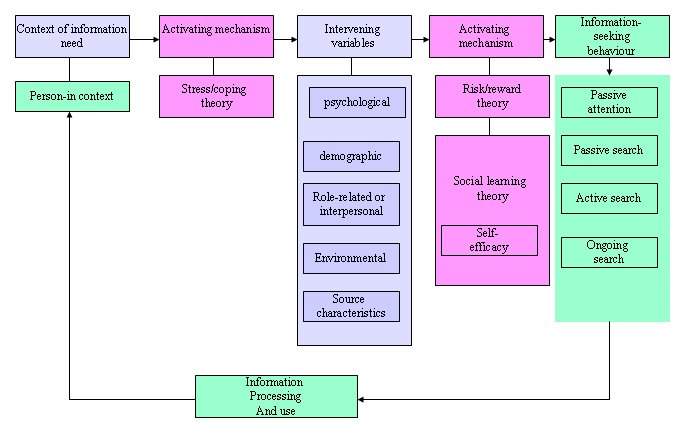 Context of information
need
Activating mechanism
Intervening
variables
Activating
mechanism
Information-
seeking
behaviour
Person-in context
Stress/coping
theory
psychological
demographic
Role-related or
interpersonal
Environmental
Source
characteristics
Risk/reward
theory
Social learning
theory
Self-
efficacy
Passive
attention
Passive search
Active search
Ongoing
search
Information
Processing
And use